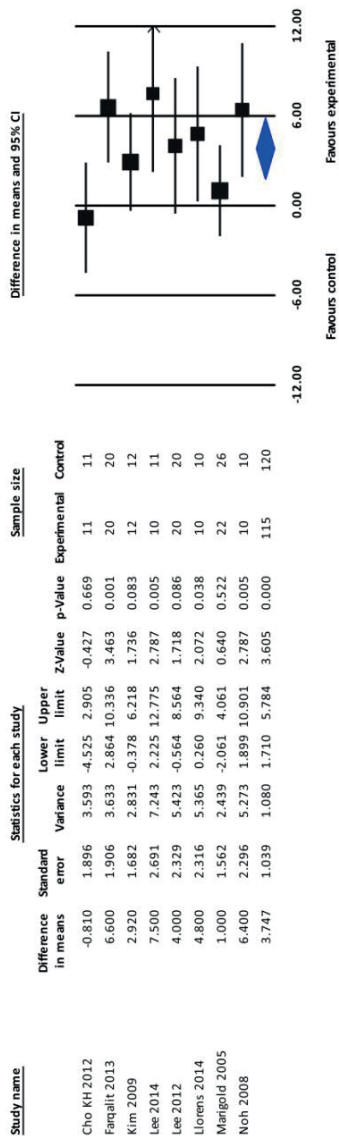 Study name Statistics for each study Sample size Difference in means and 95% CI
Difference in means Standard error Variance Lower limit Upper limit Z-Value p-Value Experimental Control
Cho KH 2012 -0.810 1.896 3.593 -4.525 2.905 -0.427 0.669 11 11
Farqalit 2013 6.600 1.906 3.633 2.864 10.336 3.463 0.001 20 20
Kim 2009 2.920 1.682 2.831 -0.378 6.218 1.736 0.083 12 12
Lee 2014 7.500 2.691 7.243 2.225 12.775 2.787 0.005 10 11
Lee 2012 4.000 2.329 5.423 -0.564 8.564 1.718 0.086 20 20
Llorens 2014 4.800 2.316 5.365 0.260 9.340 2.072 0.038 10 10
Marigold 2005 1.000 1.562 2.439 -2.061 4.061 0.640 0.522 22 26
Noh 2008 6.400 2.296 5.273 1.899 10.901 2.787 0.005 10 10
3.747 1.039 1.080 1.710 5.784 3.605 0.000 115 120
-12.00 -6.00 0.00 6.00 12.00
Favours control Favours experimental